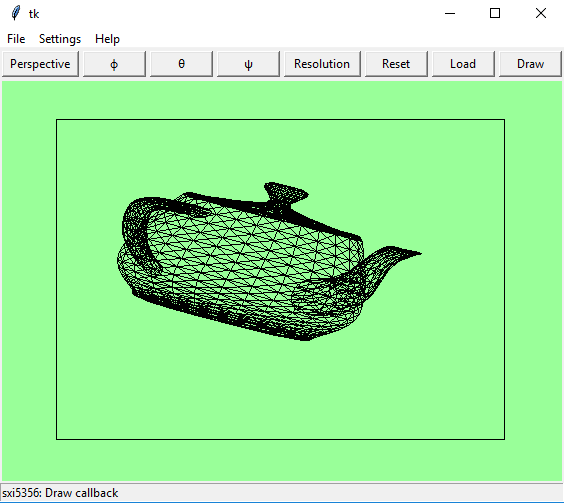 tk
File Settings Help
Perspective ϕ θ ψ Resolution Reset Load Draw
sxi5356: Draw callback